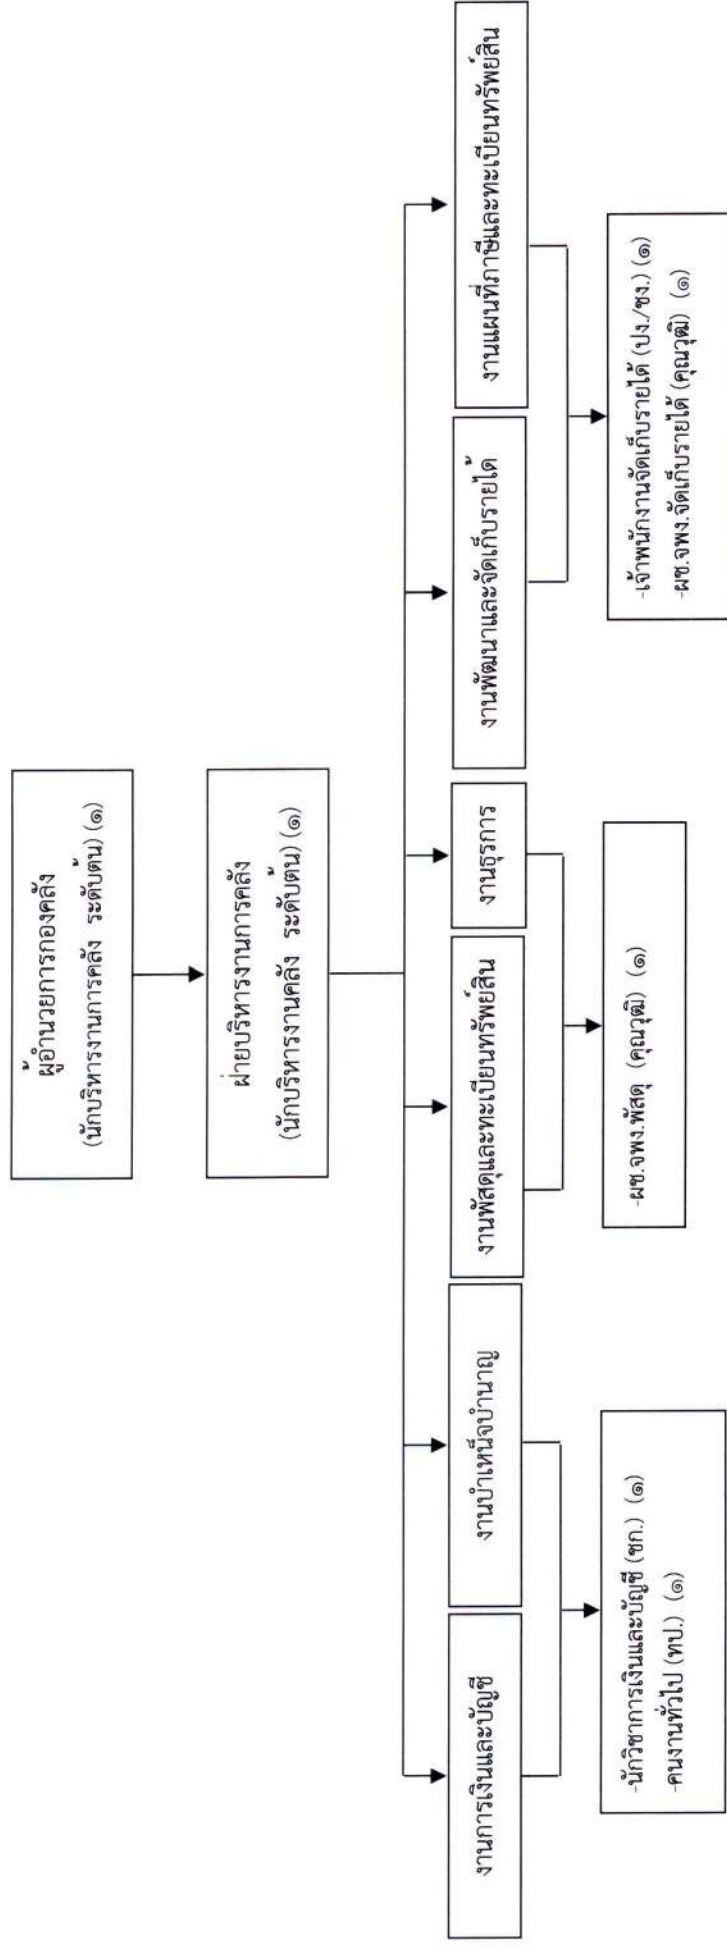 ผู้อำนวยการกองคลัง
(นักบริหารงานการคลัง ระดับต้น) (๑)
ฝ่ายบริหารงานการคลัง
(นักบริหารงานคลัง ระดับต้น) (๑)
งานการเงินและบัญชี
งานบำเหน็จบำนาญ
งานพัสดุและทะเบียนทรัพย์สิน
งานธุรการ
งานพัฒนาและจัดเก็บรายได้
งานแผนที่ภาษีและทะเบียนทรัพย์สิน
-นักวิชาการเงินและบัญชี (ชก.) (๑)
-คนงานทั่วไป (ทป.) (๑)
-ผช.จพง.พัสดุ (คุณวุฒิ) (๑)
-เจ้าพนักงานจัดเก็บรายได้ (ปง./ชง.) (๑)
-ผช.จพง.จัดเก็บรายได้ (คุณวุฒิ) (๑)